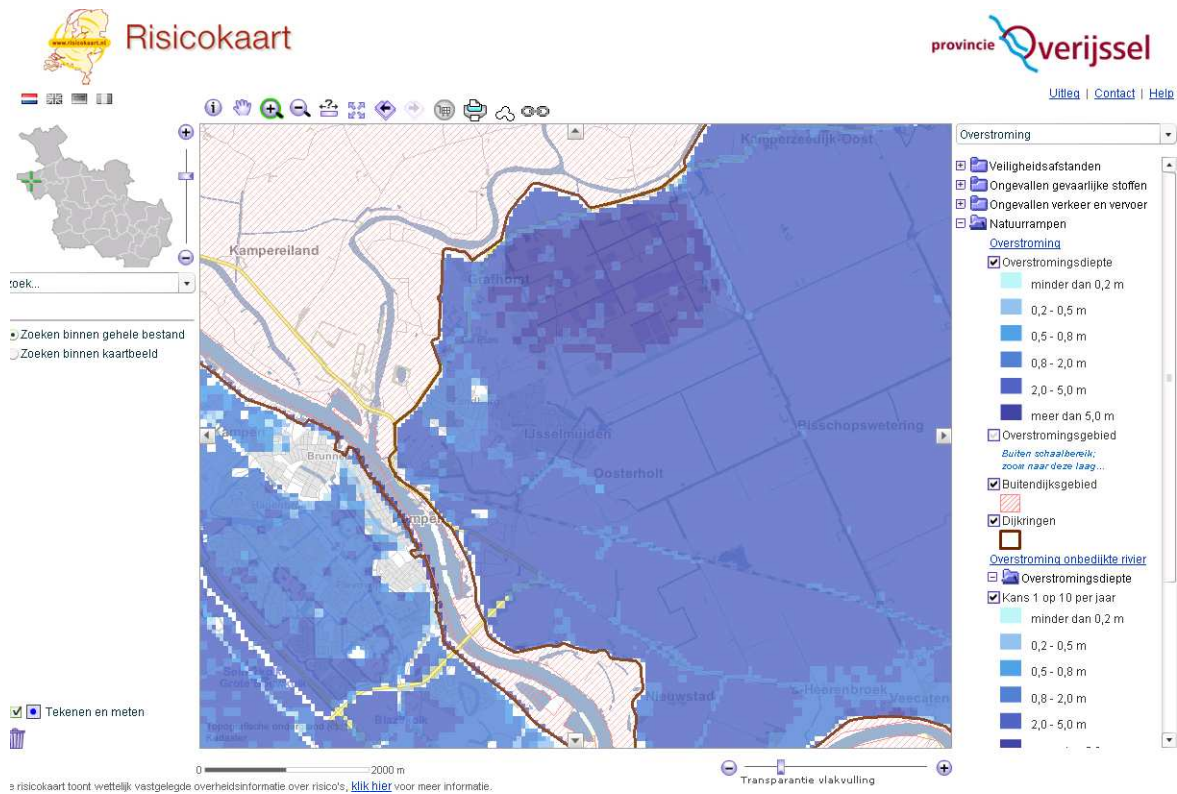 www.risicokaart.nl
Risicokaart
provincie Overijssel
Uitleg | Contact | Help
zoek...
Zoeken binnen gehele bestand
Zoeken binnen kaartbeeld
Tekenen en meten
Kamperzeedijk-Oost
Kampereiland
Grafhorst
IJsselmuiden
Bisschopswetering
Oosterholt
Kampen
Brunnepe
Kampen
Nieuwstad
's-Heerenbroek
Veecaten
Overstroming
Veiligheidsafstanden
Ongevallen gevaarlijke stoffen
Ongevallen verkeer en vervoer
Natuurrampen
Overstroming
Overstromingsdiepte
minder dan 0,2 m
0,2 - 0,5 m
0,5 - 0,8 m
0,8 - 2,0 m
2,0 - 5,0 m
meer dan 5,0 m
Overstromingsgebied
Buiten schaalbereik;
zoom naar deze laag...
Buitendijksgebied
Dijkringen
Overstroming onbedijkte rivier
Overstromingsdiepte
Kans 1 op 10 per jaar
minder dan 0,2 m
0,2 - 0,5 m
0,5 - 0,8 m
0,8 - 2,0 m
2,0 - 5,0 m
0 2000 m
Transparantie vlakvulling
e risicokaart toont wettelijk vastgelegde overheidsinformatie over risico's, klik hier voor meer informatie.